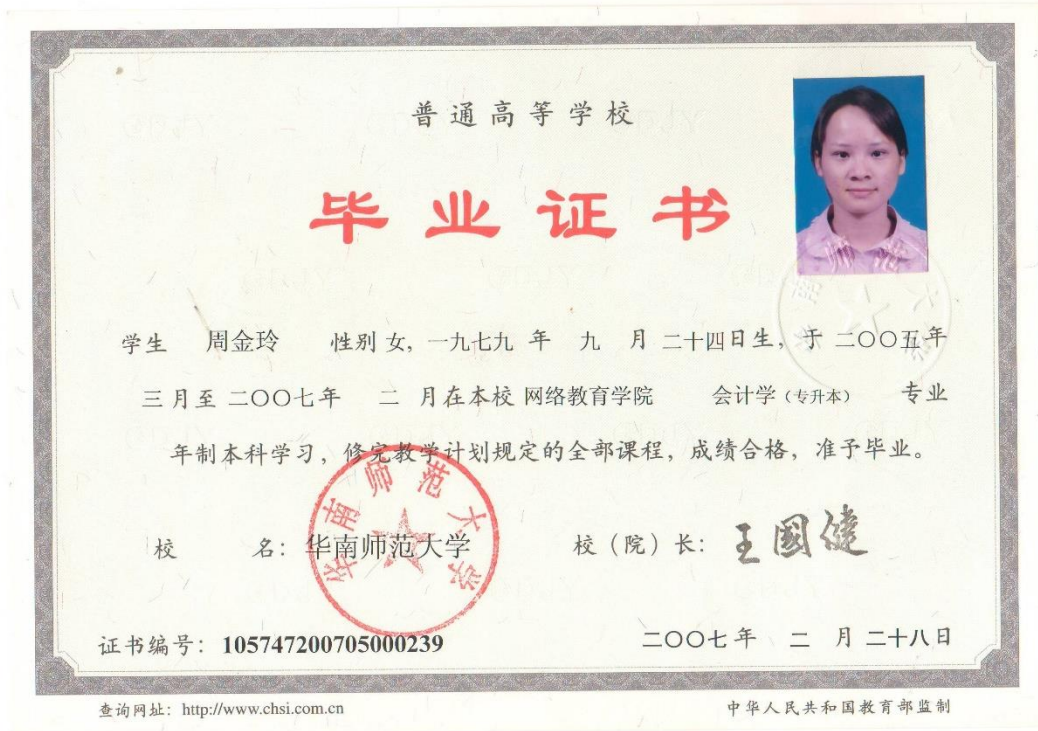 普通高等学校
毕业证书
学生 周金玲 性别 女, 一九七九 年 九 月 二十四日生, 于 二〇〇五年
三月至 二〇〇七年 二 月在本校 网络教育学院 会计学（专升本） 专业
年制本科学习，修完教学计划规定的全部课程，成绩合格，准予毕业。
校 名：华南师范大学 校（院）长：王國健
华南师范大学
证书编号：105747200705000239 二〇〇七年 二 月 二十八日
查询网址：http://www.chsi.com.cn 中华人民共和国教育部监制